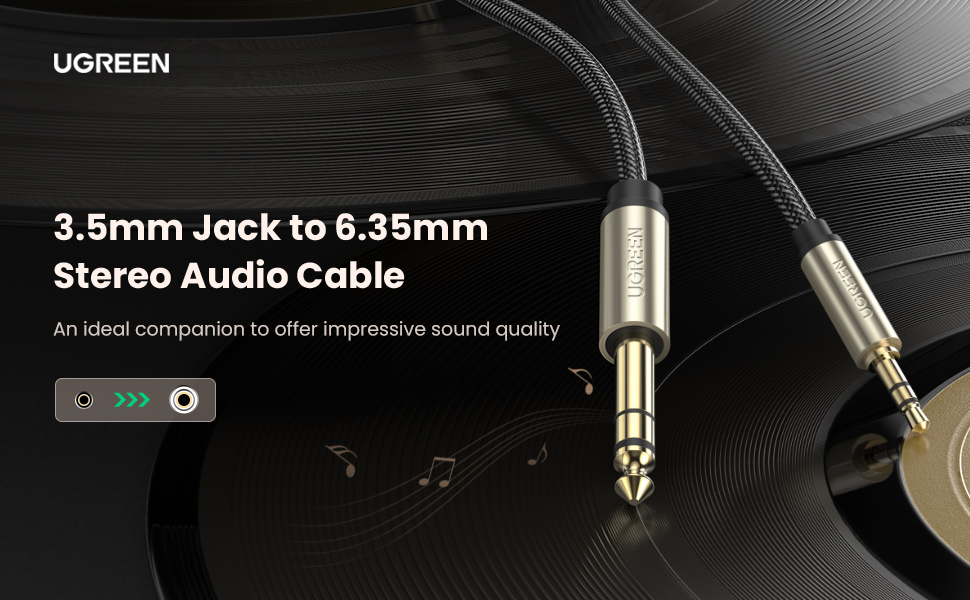 UGREEN
3.5mm Jack to 6.35mm
Stereo Audio Cable
An ideal companion to offer impressive sound quality
UGREEN
UGREEN